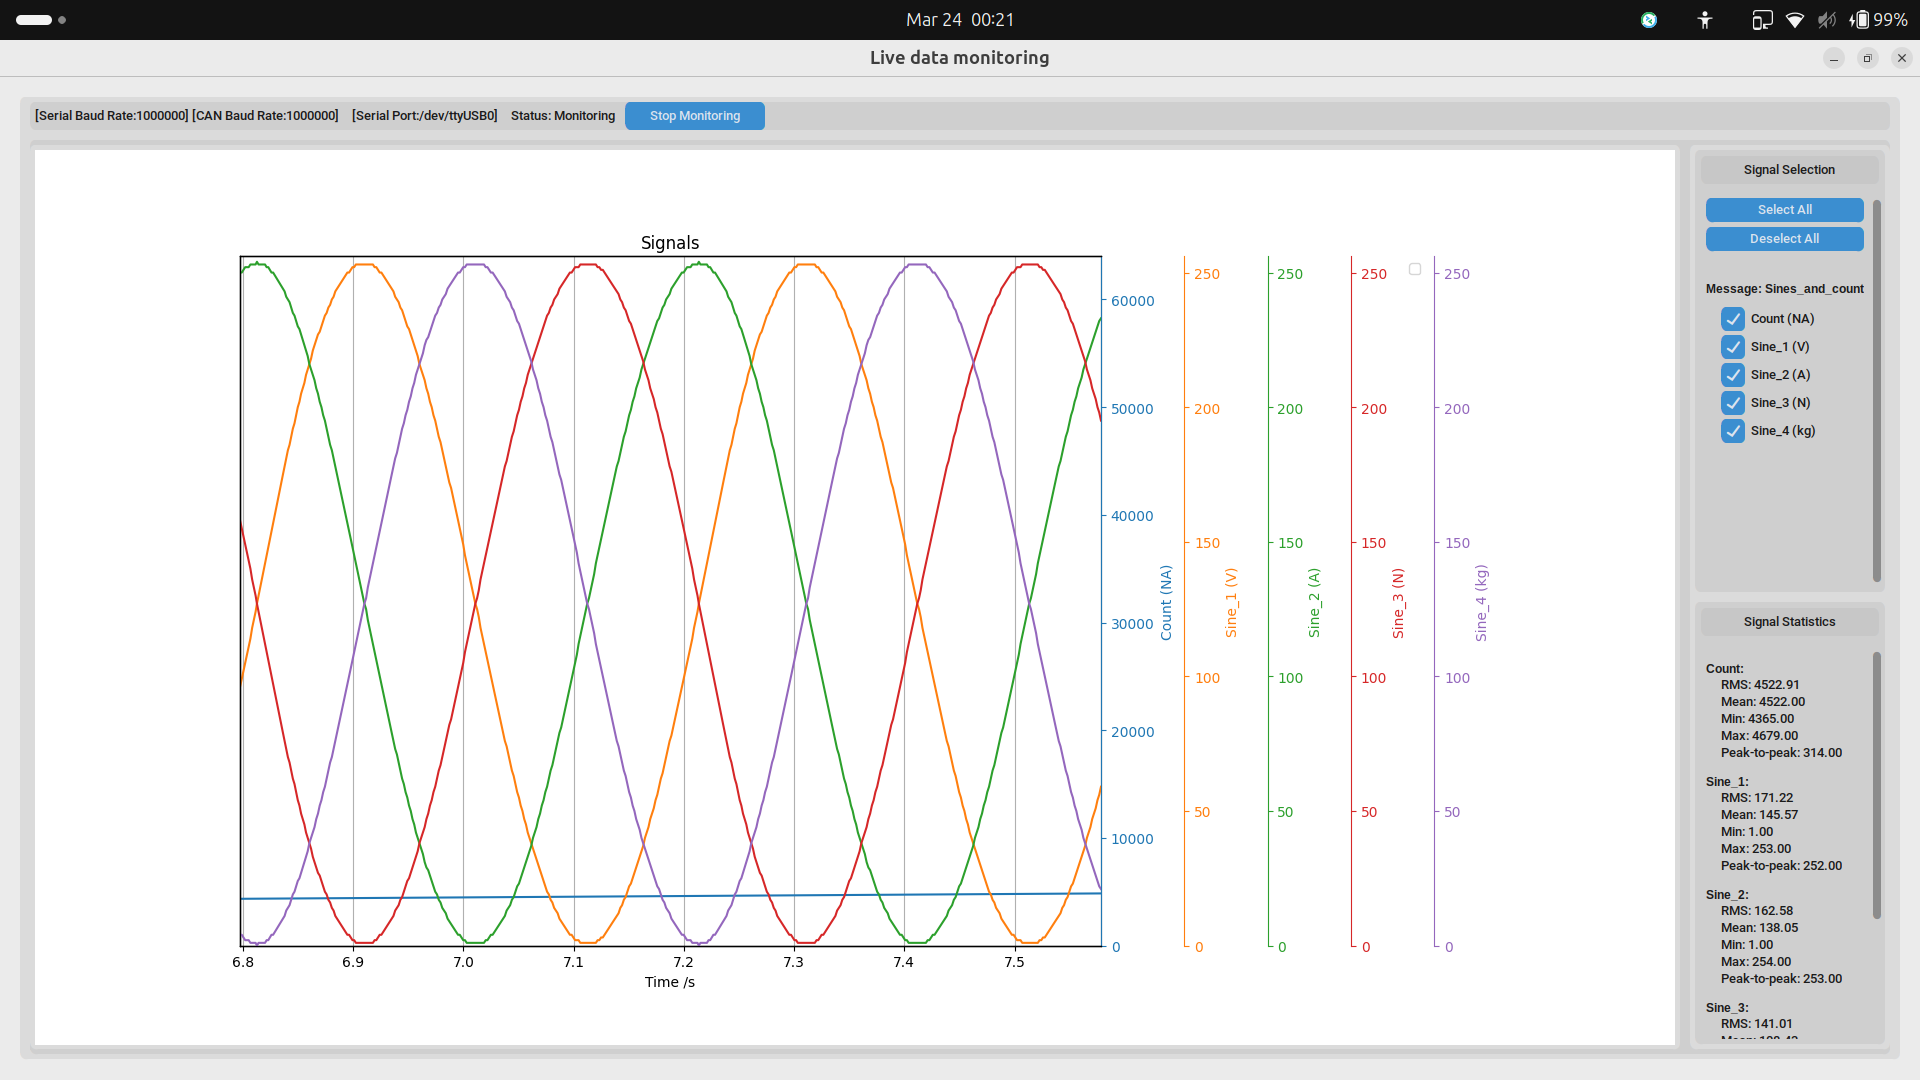 Mar 24 00:21
99%
Live data monitoring
[Serial Baud Rate:1000000] [CAN Baud Rate:1000000] [Serial Port:/dev/ttyUSB0] Status: Monitoring Stop Monitoring
Signals
60000
50000
40000
30000
20000
10000
0
Count (NA)
250
200
150
100
50
0
Sine_1 (V)
250
200
150
100
50
0
Sine_2 (A)
250
200
150
100
50
0
Sine_3 (N)
250
200
150
100
50
0
Sine_4 (kg)
6.8 6.9 7.0 7.1 7.2 7.3 7.4 7.5
Time /s
Signal Selection
Select All
Deselect All
Message: Sines_and_count
Count (NA)
Sine_1 (V)
Sine_2 (A)
Sine_3 (N)
Sine_4 (kg)
Signal Statistics
Count:
RMS: 4522.91
Mean: 4522.00
Min: 4365.00
Max: 4679.00
Peak-to-peak: 314.00
Sine_1:
RMS: 171.22
Mean: 145.57
Min: 1.00
Max: 253.00
Peak-to-peak: 252.00
Sine_2:
RMS: 162.58
Mean: 138.05
Min: 1.00
Max: 254.00
Peak-to-peak: 253.00
Sine_3:
RMS: 141.01